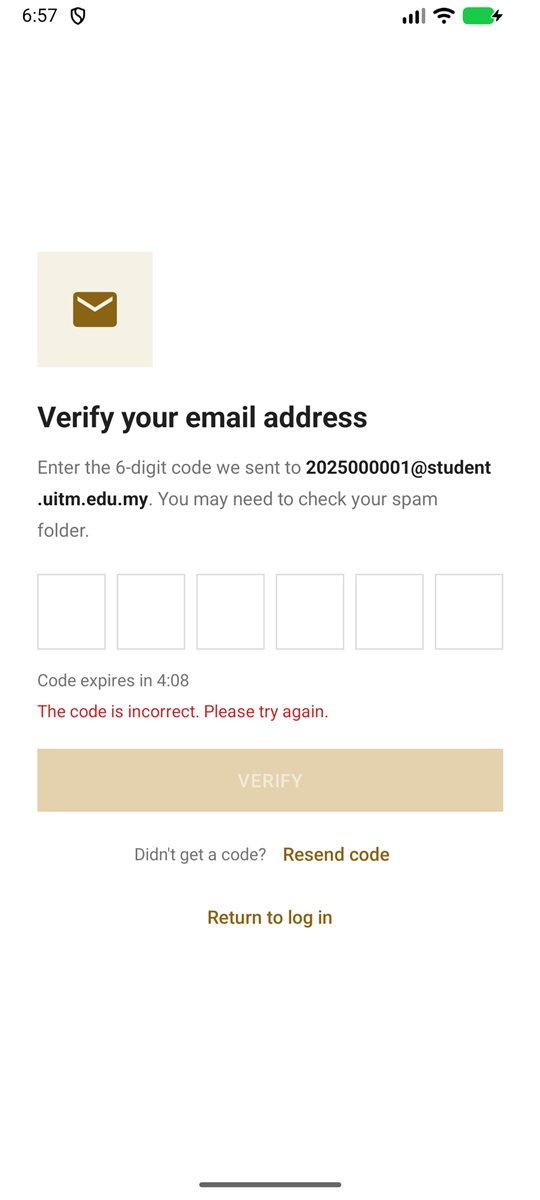 6:57
Verify your email address
Enter the 6-digit code we sent to 2025000001@student
.uitm.edu.my. You may need to check your spam
folder.
Code expires in 4:08
The code is incorrect. Please try again.
VERIFY
Didn't get a code? Resend code
Return to log in